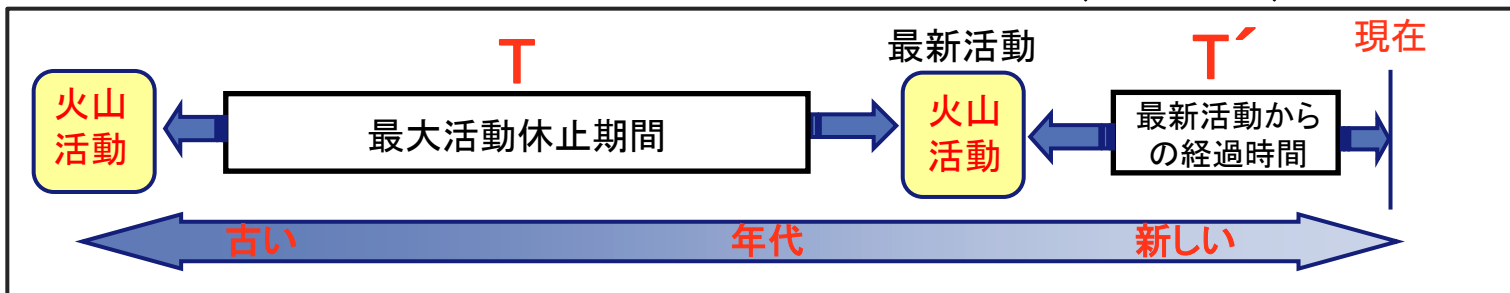 T
最新活動
T´
現在
火山
活動
最大活動休止期間
火山
活動
最新活動から
の経過時間
古い
年代
新しい